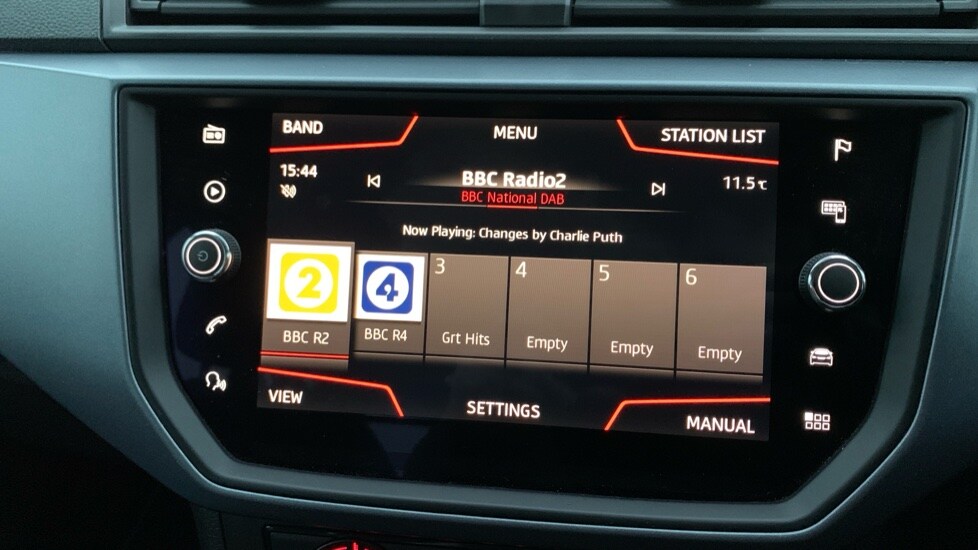 BAND
MENU
STATION LIST
15:44
BBC Radio2
11.5℃
BBC National DAB
Now Playing: Changes by Charlie Puth
2
4
3
4
5
6
BBC R2
BBC R4
Grt Hits
Empty
Empty
Empty
VIEW
SETTINGS
MANUAL